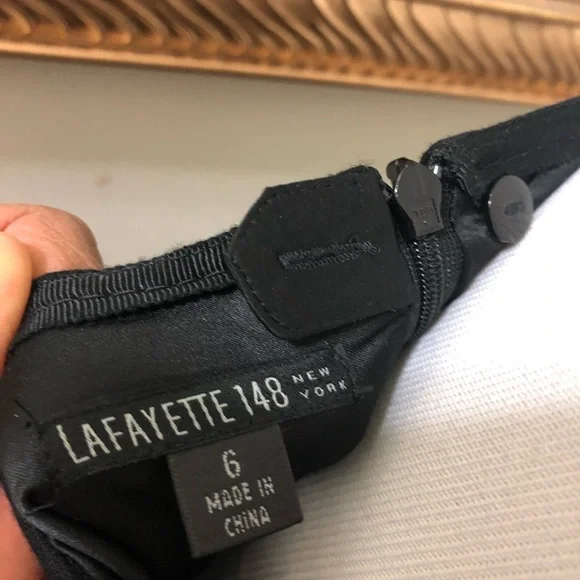 LAFAYETTE 148 NEW YORK
6
MADE IN
CHINA